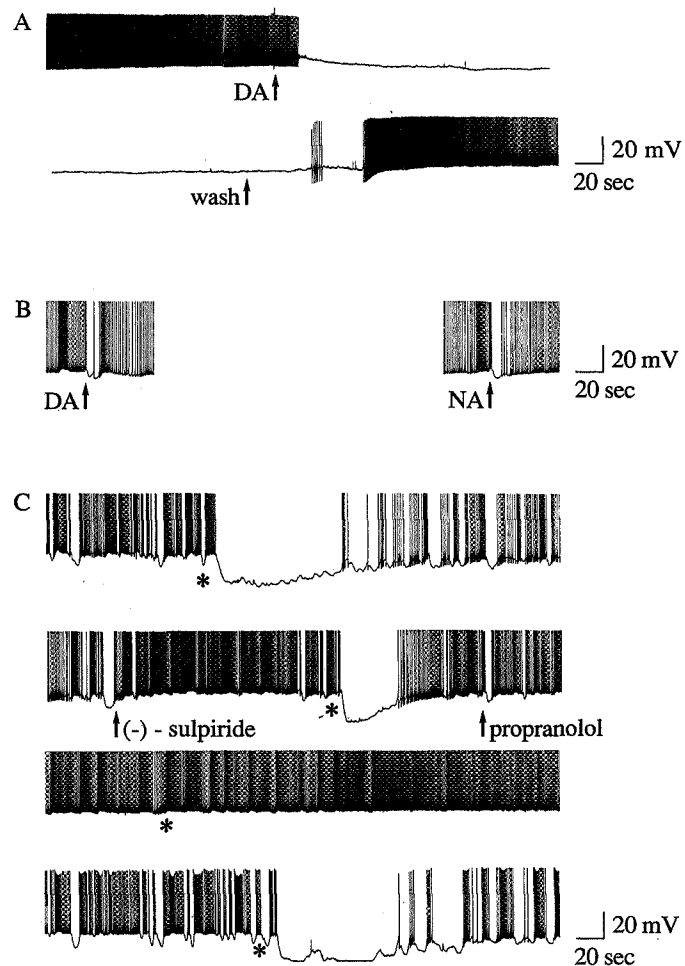 A
DA
20 mV
wash
20 sec
B
20 mV
DA
NA
20 sec
C
*
*
(-) - sulpiride
propranolol
*
20 mV
*
20 sec